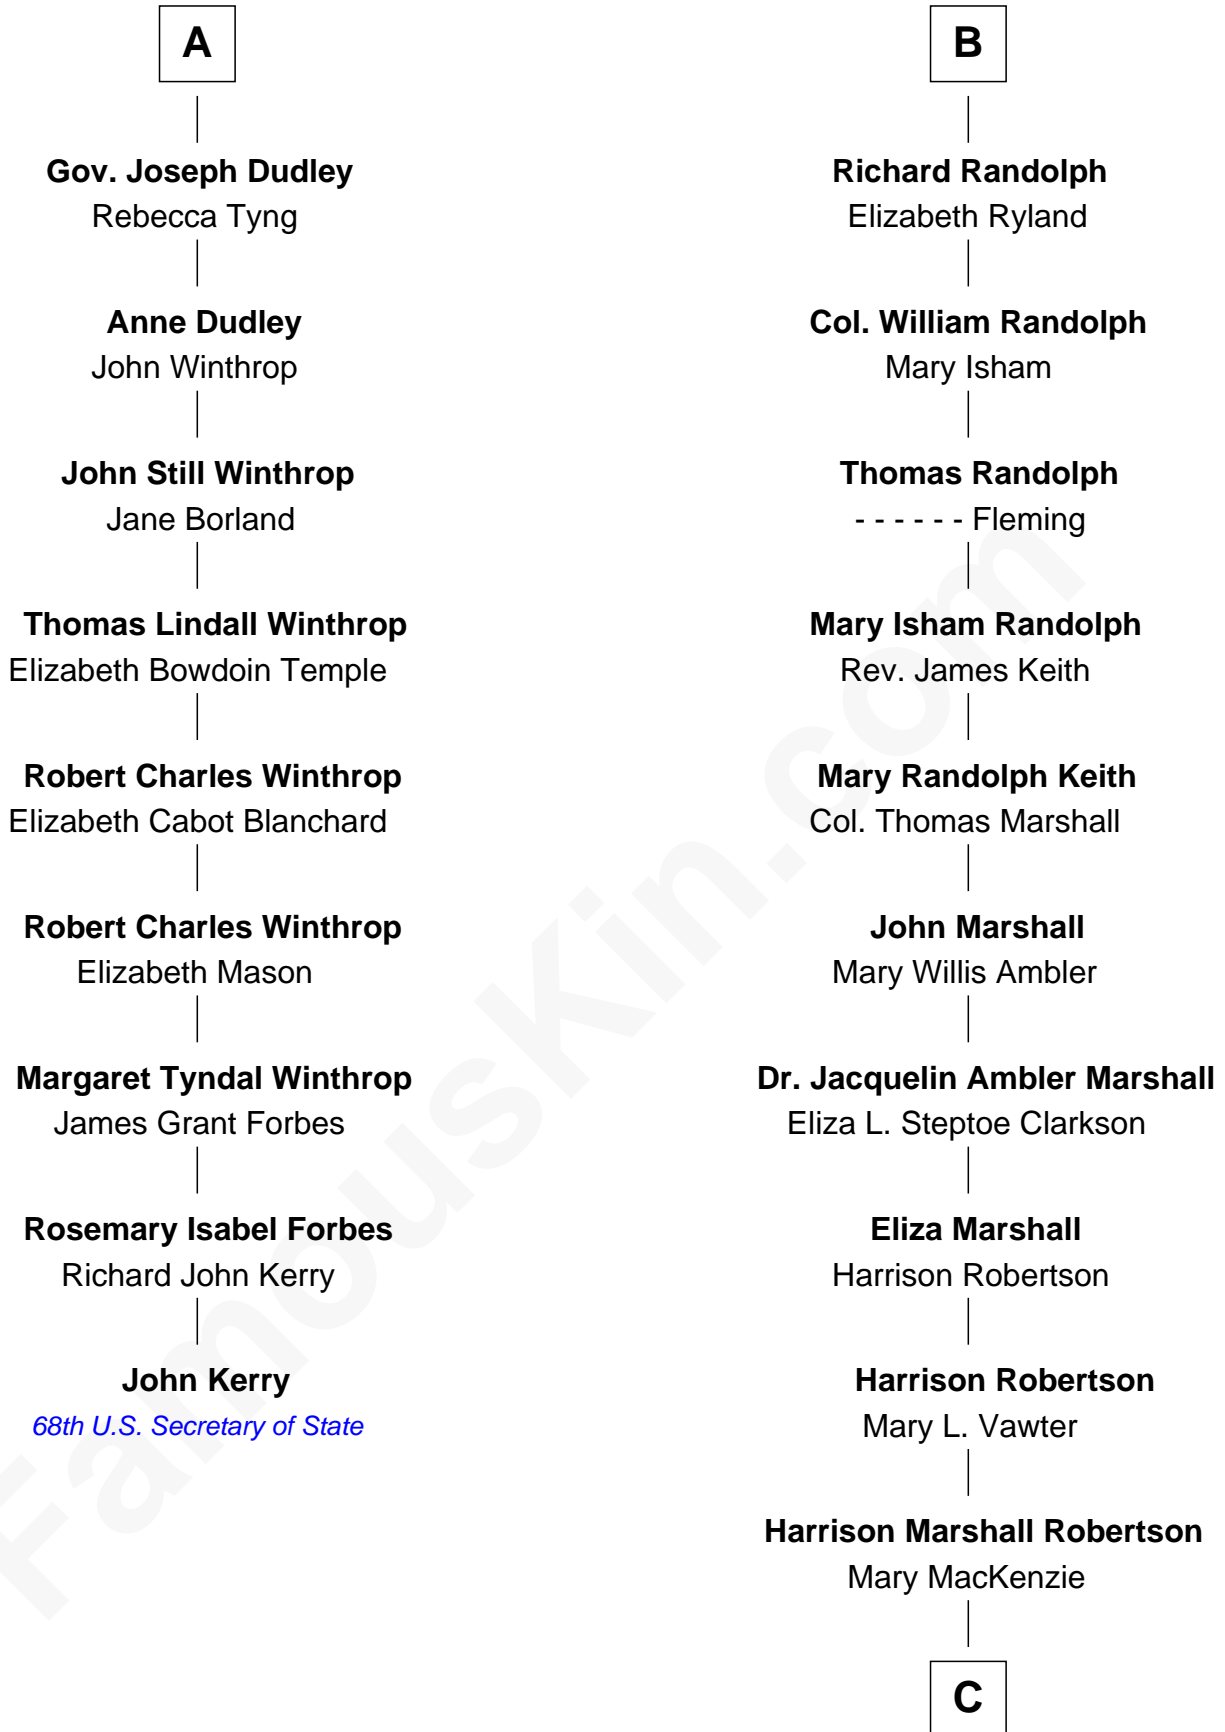 A
Gov. Joseph Dudley
Rebecca Tyng
Anne Dudley
John Winthrop
John Still Winthrop
Jane Borland
Thomas Lindall Winthrop
Elizabeth Bowdoin Temple
Robert Charles Winthrop
Elizabeth Cabot Blanchard
Robert Charles Winthrop
Elizabeth Mason
Margaret Tyndal Winthrop
James Grant Forbes
Rosemary Isabel Forbes
Richard John Kerry
John Kerry
68th U.S. Secretary of State
B
Richard Randolph
Elizabeth Ryland
Col. William Randolph
Mary Isham
Thomas Randolph
- - - - - - Fleming
Mary Isham Randolph
Rev. James Keith
Mary Randolph Keith
Col. Thomas Marshall
John Marshall
Mary Willis Ambler
Dr. Jacquelin Ambler Marshall
Eliza L. Steptoe Clarkson
Eliza Marshall
Harrison Robertson
Harrison Robertson
Mary L. Vawter
Harrison Marshall Robertson
Mary MacKenzie
C
FamousKin.com